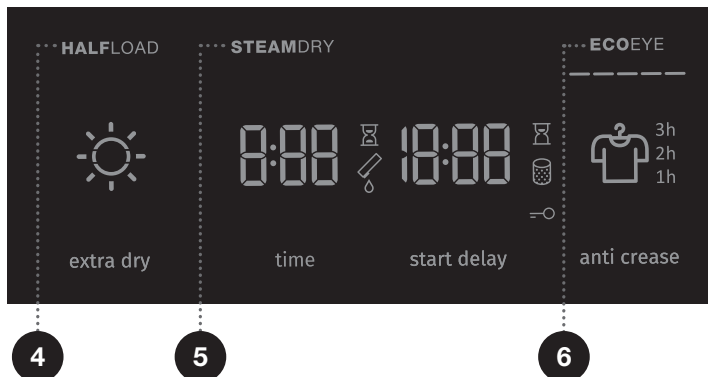 HALFLOAD
STEAMDRY
ECOEYE
8:88
18:88
3h
2h
1h
extra dry
time
start delay
anti crease
4
5
6